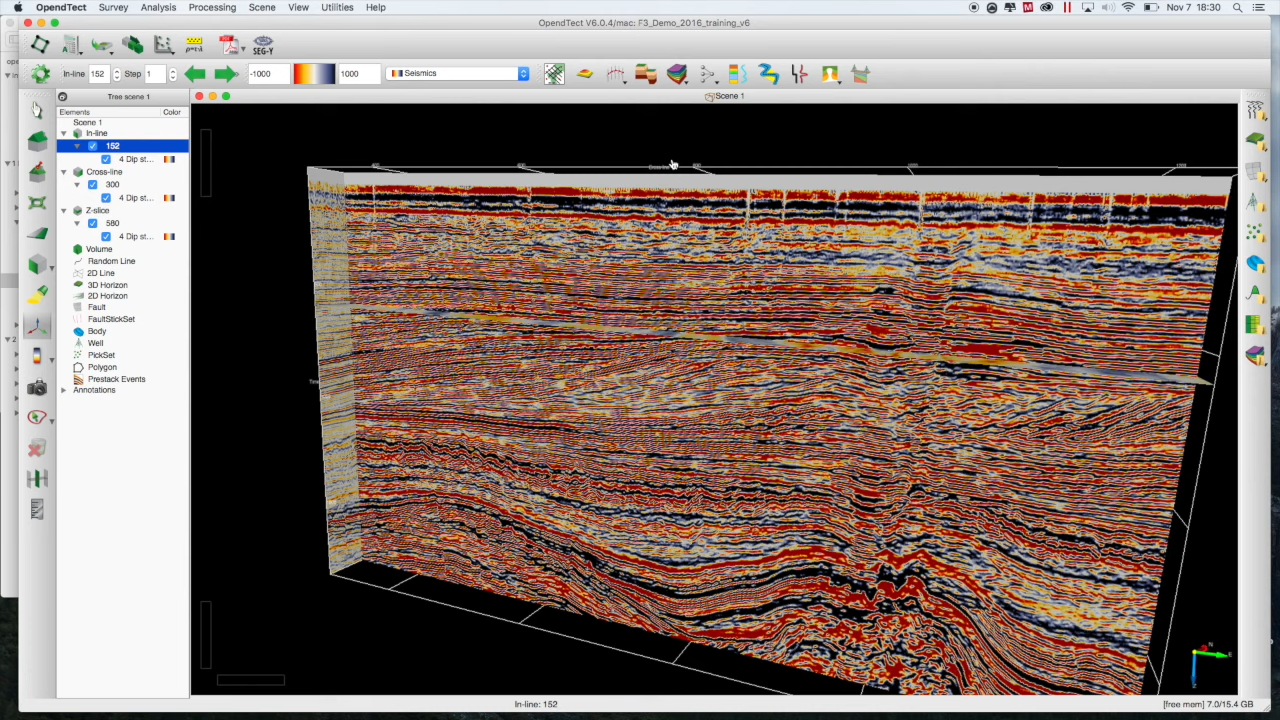 OpendTect Survey Analysis Processing Scene View Utilities Help Nov 7 18:30
OpendTect V6.0.4/mac: F3_Demo_2016_training_v6
SEG-Y
In-line 152 Step 1 -1000 1000 Seismics
Tree scene 1
Scene 1
Elements Color
Scene 1
In-line
152
4 Dip st...
Cross-line
300
4 Dip st...
Z-slice
580
4 Dip st...
Volume
Random Line
2D Line
3D Horizon
2D Horizon
Fault
FaultStickSet
Body
Well
PickSet
Polygon
Prestack Events
Annotations
In-line: 152
[free mem] 7.0/15.4 GB